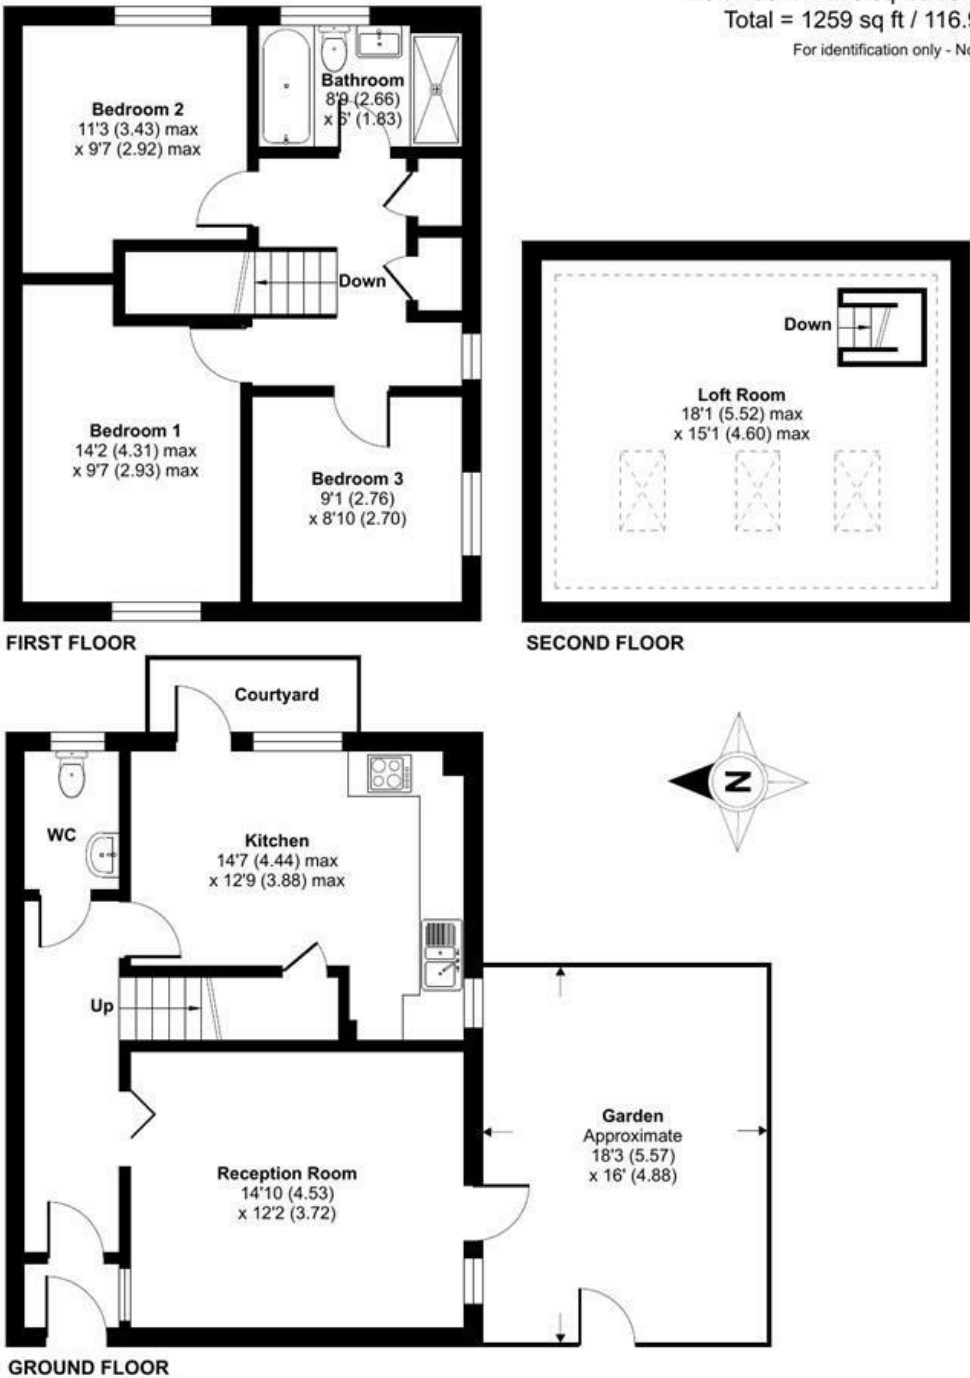 Total = 1259 sq ft / 116.9
For identification only - No
Bedroom 2
11'3 (3.43) max
x 9'7 (2.92) max
Bathroom
8'9 (2.66)
x 6' (1.83)
Down
Bedroom 1
14'2 (4.31) max
x 9'7 (2.93) max
Bedroom 3
9'1 (2.76)
x 8'10 (2.70)
FIRST FLOOR
Down
Loft Room
18'1 (5.52) max
x 15'1 (4.60) max
SECOND FLOOR
Courtyard
WC
Kitchen
14'7 (4.44) max
x 12'9 (3.88) max
N
Up
Reception Room
14'10 (4.53)
x 12'2 (3.72)
Garden
Approximate
18'3 (5.57)
x 16' (4.88)
GROUND FLOOR